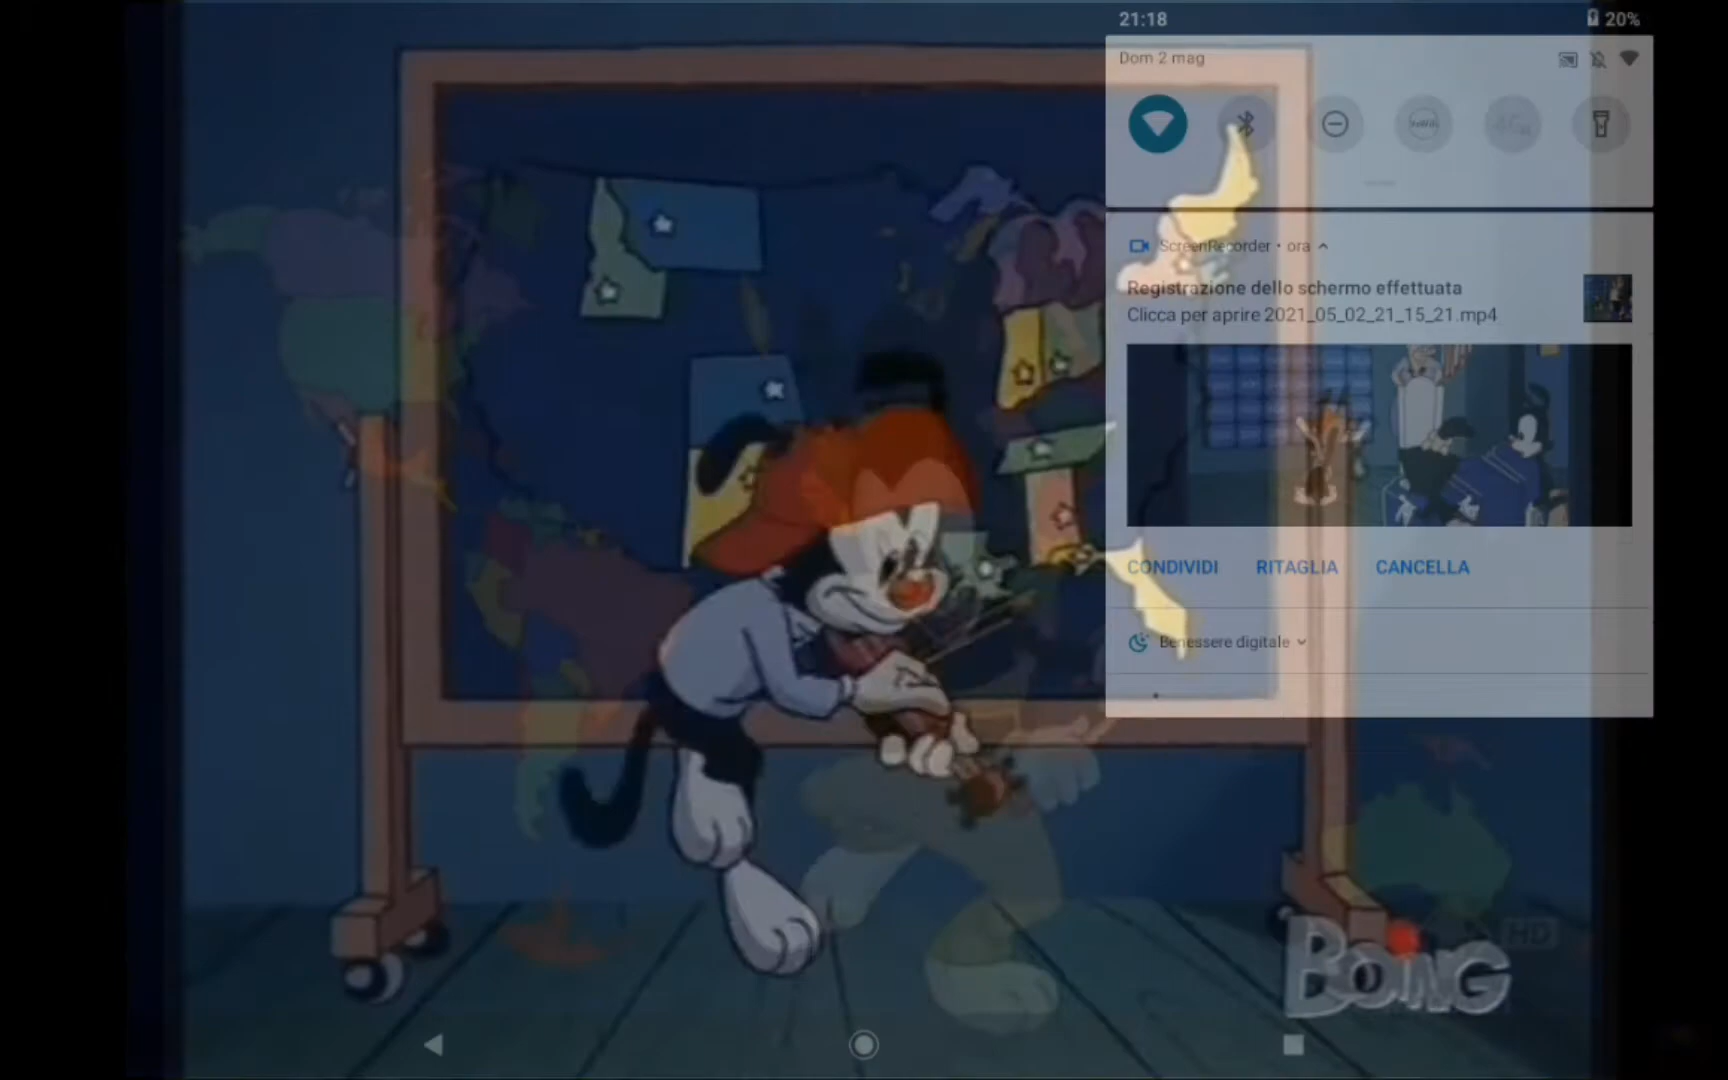 21:18
20%
Dom 2 mag
ScreenRecorder • ora
Registrazione dello schermo effettuata
Clicca per aprire 2021_05_02_21_15_21.mp4
CONDIVIDI RITAGLIA CANCELLA
Benessere digitale
BOING HD